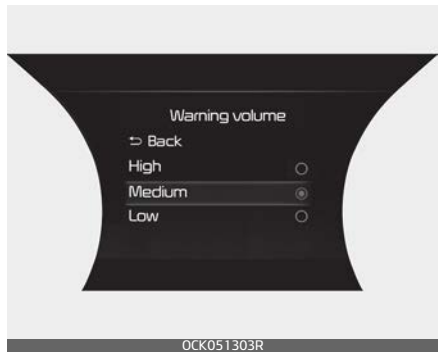 Warning volume
⮌ Back
High
Medium
Low
OCK051303R